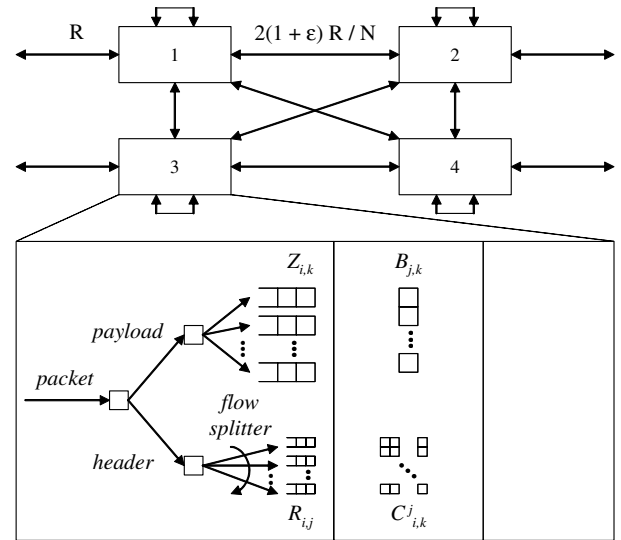 R
2(1 + ε) R / N
1
2
3
4
Z_{i,k}
B_{j,k}
payload
packet
flow
splitter
header
R_{i,j}
C^j_{i,k}